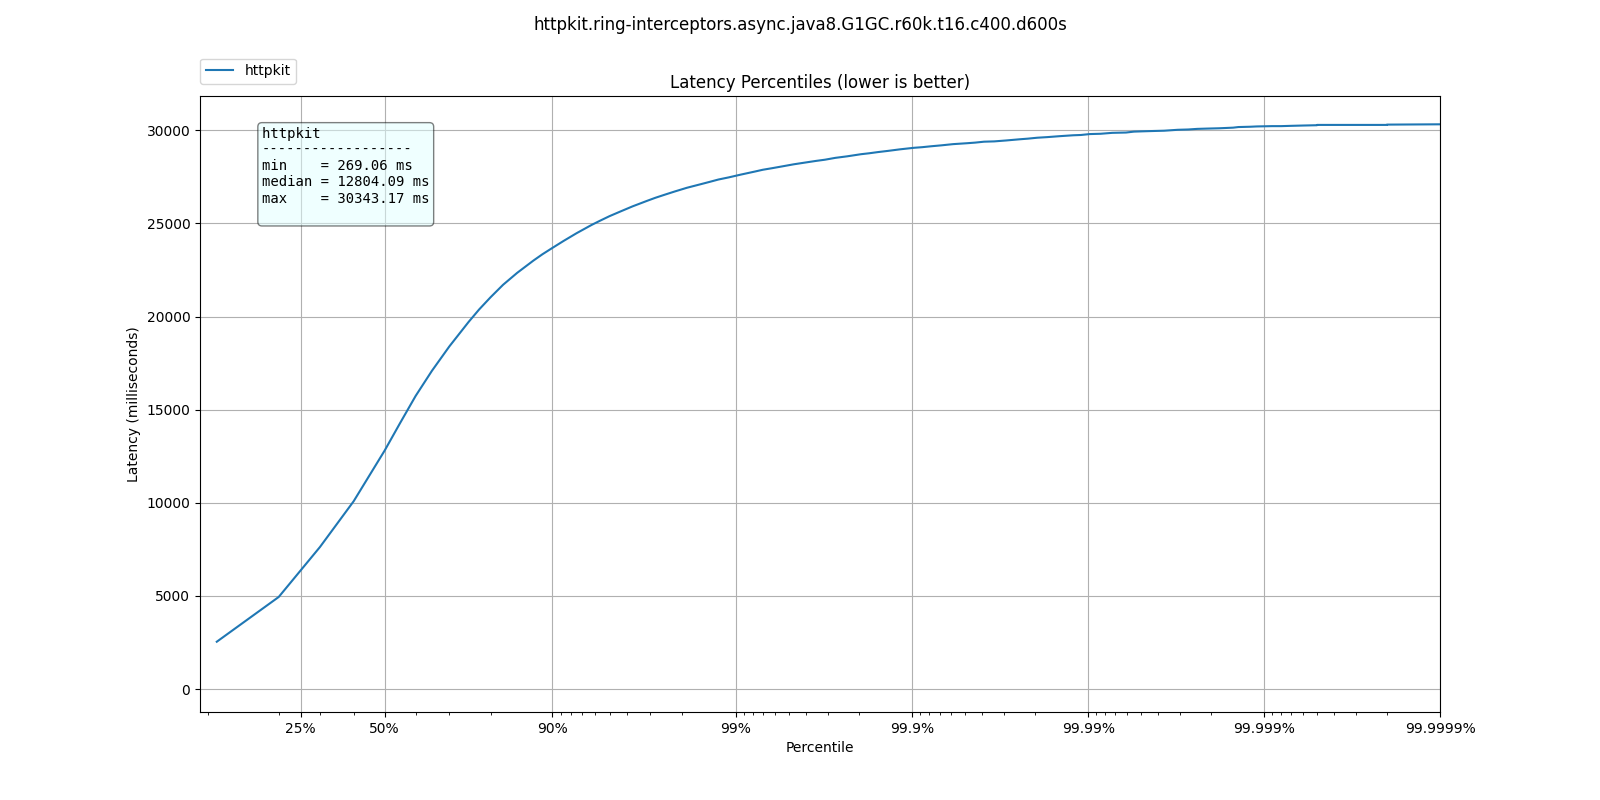 httpkit.ring-interceptors.async.java8.G1GC.r60k.t16.c400.d600s
httpkit
Latency Percentiles (lower is better)
httpkit
------------------
min    = 269.06 ms
median = 12804.09 ms
max    = 30343.17 ms
30000
25000
20000
15000
10000
5000
0
Latency (milliseconds)
25% 50% 90% 99% 99.9% 99.99% 99.999% 99.9999%
Percentile